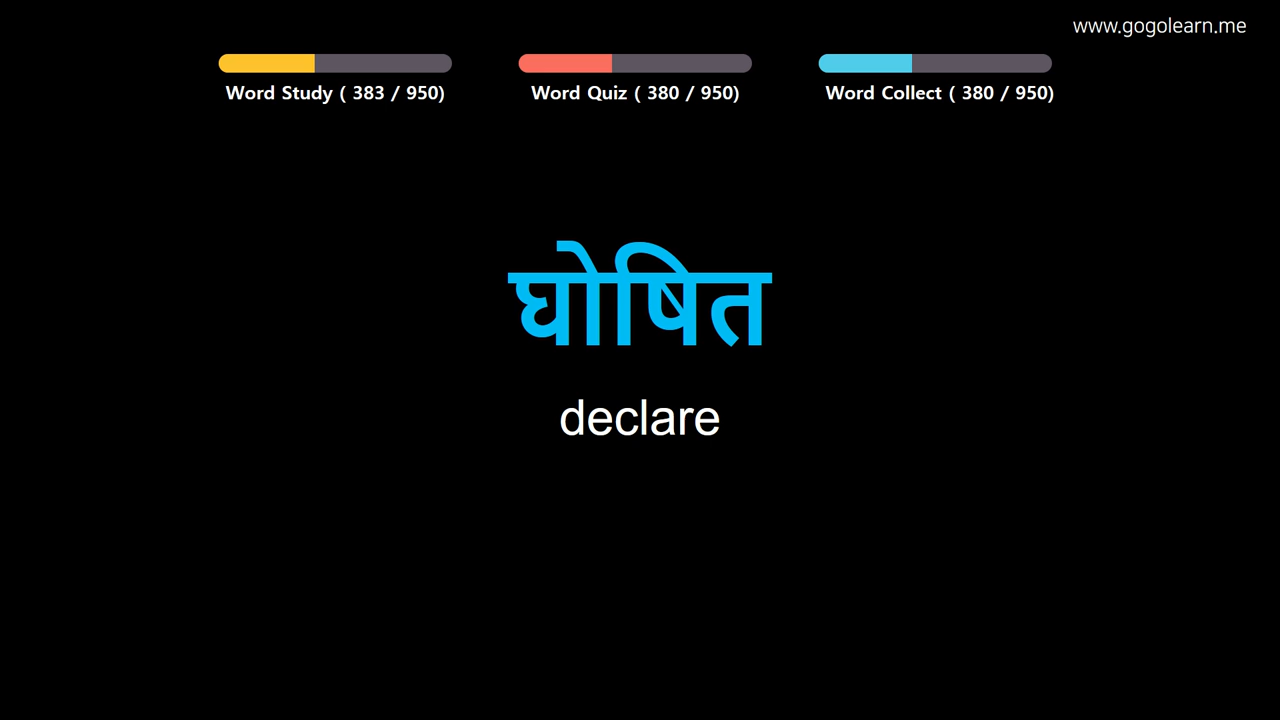 www.gogolearn.me
Word Study ( 383 / 950)
Word Quiz ( 380 / 950)
Word Collect ( 380 / 950)
घोषित
declare